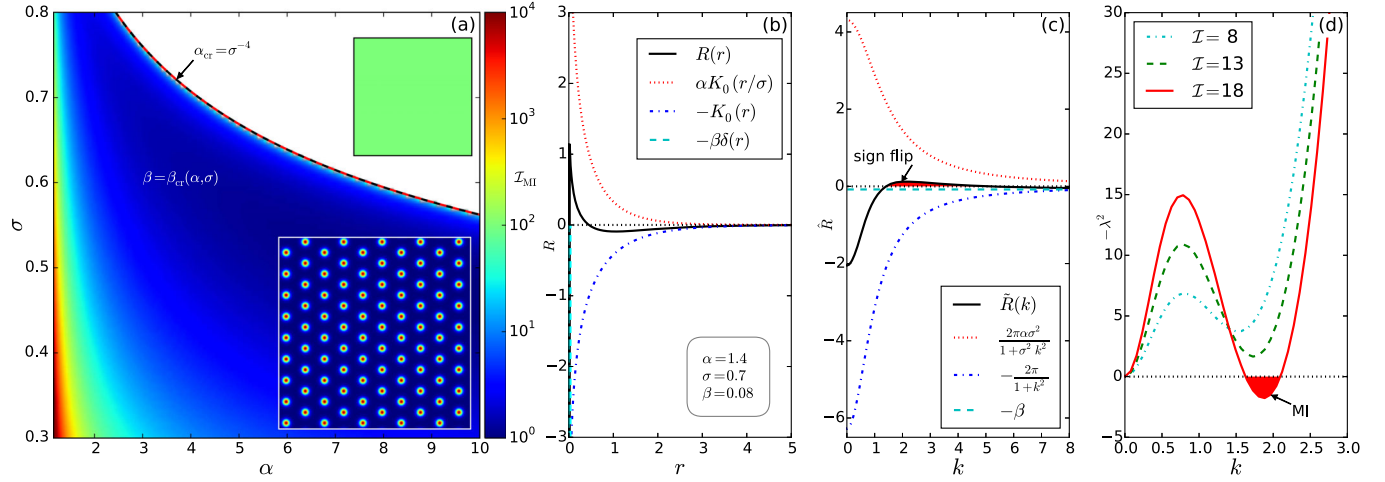 (a)
0.8
0.7
0.6
0.5
0.4
0.3
σ
2
3
4
5
6
7
8
9
10
α
α_cr = σ^−4
β = β_cr(α,σ)
10^4
10^3
I_MI
10^2
10^1
10^0
(b)
3
2
1
0
−1
−2
−3
R
0
1
2
3
4
5
r
R(r)
αK_0(r/σ)
−K_0(r)
−βδ(r)
α = 1.4
σ = 0.7
β = 0.08
(c)
4
2
0
−2
−4
−6
R̂
0
1
2
3
4
5
6
7
8
k
sign flip
R̃(k)
2πασ^2 / 1+σ^2 k^2
− 2π / 1+k^2
−β
(d)
30
25
20
15
10
5
0
−5
−λ^2
0.0
0.5
1.0
1.5
2.0
2.5
3.0
k
I = 8
I = 13
I = 18
MI